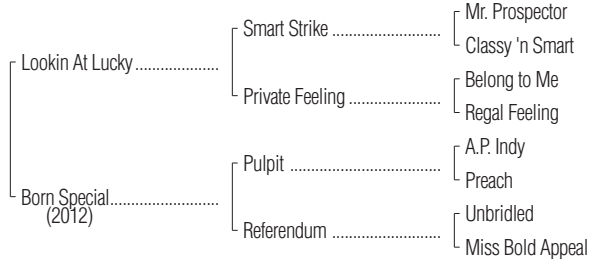 Mr. Prospector
Smart Strike ........................
Classy 'n Smart
Lookin At Lucky ....................
Belong to Me
Private Feeling ....................
Regal Feeling
A.P. Indy
Pulpit ..................................
Preach
Born Special..........................
(2012)
Unbridled
Referendum ........................
Miss Bold Appeal